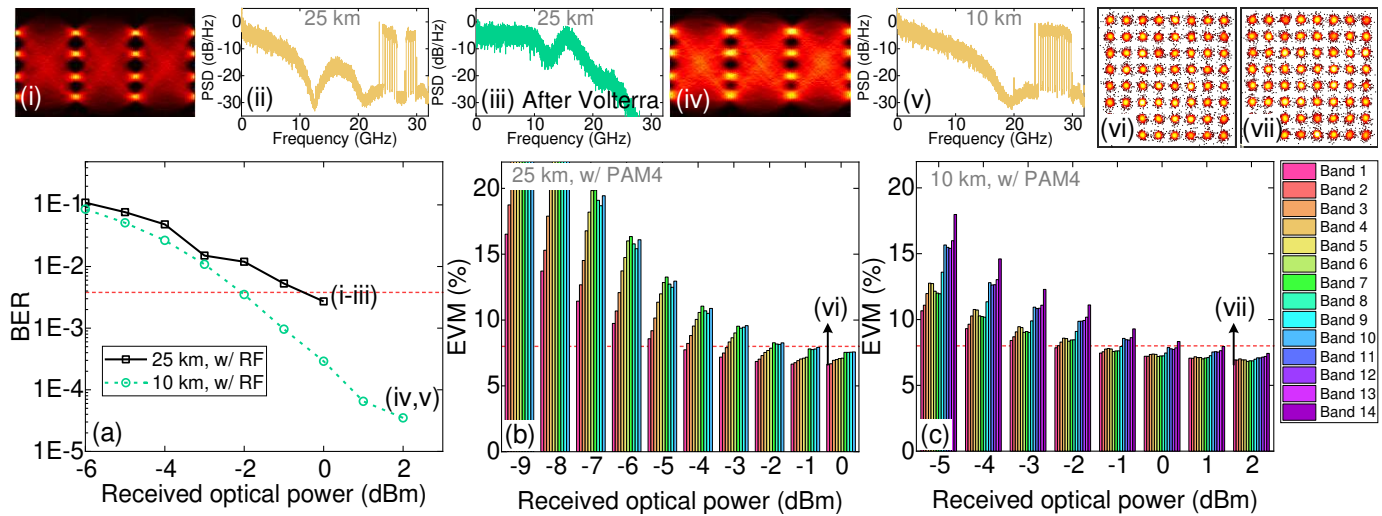 25 km
25 km
10 km
PSD (dB/Hz)
0
-10
-20
-30
0 10 20 30
Frequency (GHz)
PSD (dB/Hz)
0
-10
-20
-30
0 10 20 30
Frequency (GHz)
PSD (dB/Hz)
0
-10
-20
-30
0 10 20 30
Frequency (GHz)
(i)
(ii)
(iii) After Volterra
(iv)
(v)
(vi)
(vii)
BER
1E-1
1E-2
1E-3
1E-4
1E-5
-6 -4 -2 0 2
Received optical power (dBm)
(i-iii)
(iv,v)
25 km, w/ RF
10 km, w/ RF
(a)
25 km, w/ PAM4
EVM (%)
20
15
10
5
0
-9 -8 -7 -6 -5 -4 -3 -2 -1 0
Received optical power (dBm)
(vi)
(b)
10 km, w/ PAM4
EVM (%)
20
15
10
5
0
-5 -4 -3 -2 -1 0 1 2
Received optical power (dBm)
(vii)
(c)
Band 1
Band 2
Band 3
Band 4
Band 5
Band 6
Band 7
Band 8
Band 9
Band 10
Band 11
Band 12
Band 13
Band 14